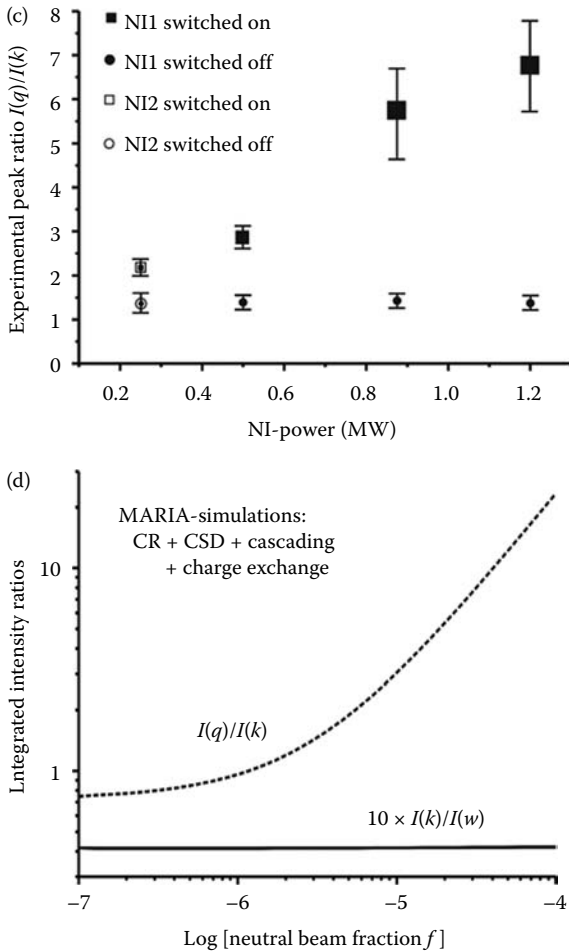 (c)
NI1 switched on
NI1 switched off
NI2 switched on
NI2 switched off
Experimental peak ratio I(q)/I(k)
8
7
6
5
4
3
2
1
0
0.2 0.4 0.6 0.8 1.0 1.2
NI-power (MW)
(d)
MARIA-simulations:
CR + CSD + cascading
+ charge exchange
Lntegrated intensity ratios
10
1
I(q)/I(k)
10 × I(k)/I(w)
−7 −6 −5 −4
Log [neutral beam fraction f ]